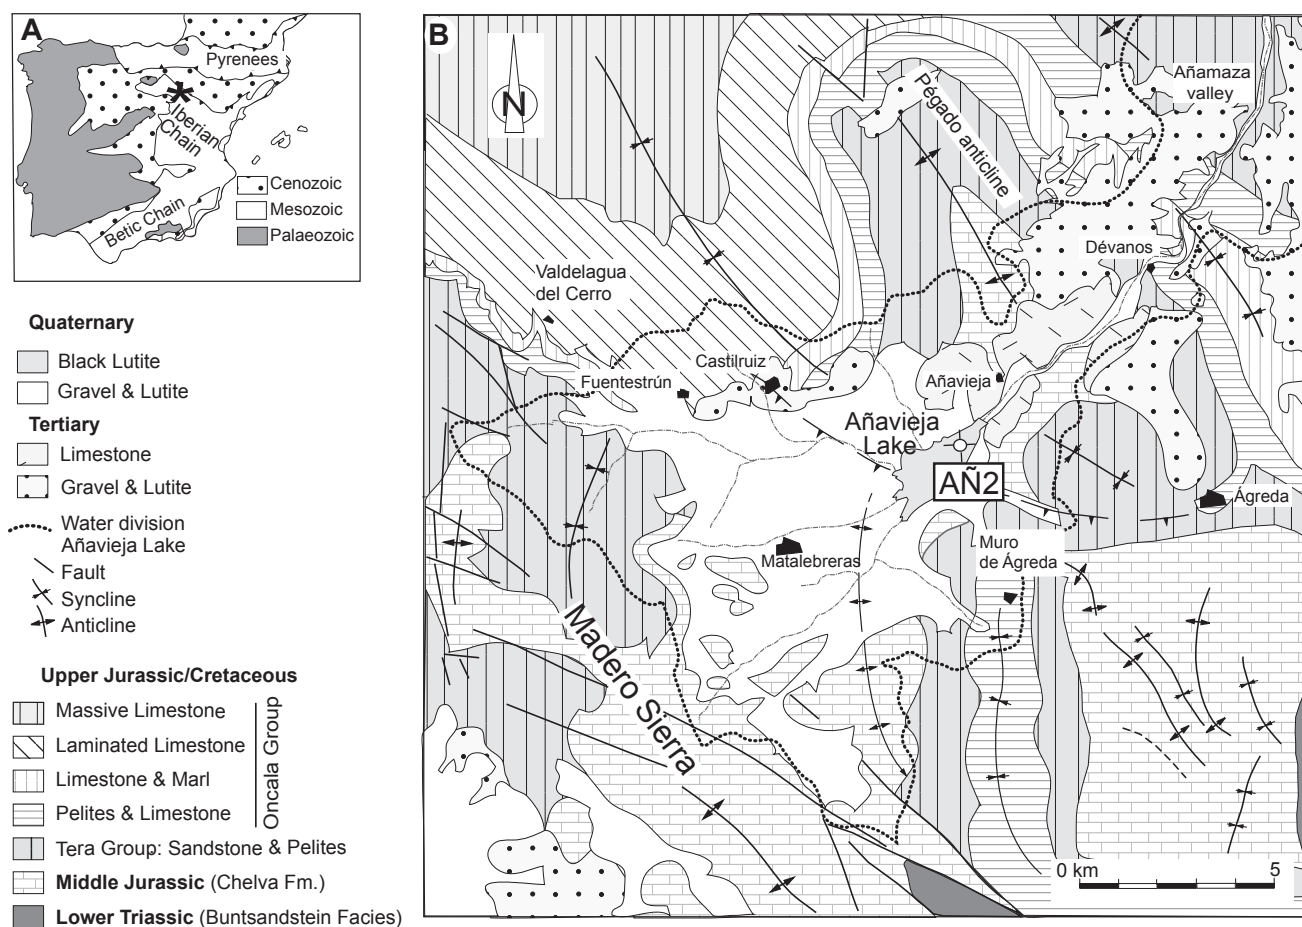 A
Pyrenees
Iberian
Chain
Betic Chain
Cenozoic
Mesozoic
Palaeozoic
Quaternary
Black Lutite
Gravel & Lutite
Tertiary
Limestone
Gravel & Lutite
Water division
Añavieja Lake
Fault
Syncline
Anticline
Upper Jurassic/Cretaceous
Massive Limestone
Laminated Limestone
Limestone & Marl
Pelites & Limestone
Oncala Group
Tera Group: Sandstone & Pelites
Middle Jurassic (Chelva Fm.)
Lower Triassic (Buntsandstein Facies)
B
N
Pégado anticline
Añamaza
valley
Dévanos
Valdelagua
del Cerro
Castilruiz
Fuentestrún
Añavieja
Añavieja
Lake
AÑ2
Ágreda
Muro
de Ágreda
Matalebreras
Madero Sierra
0 km 5